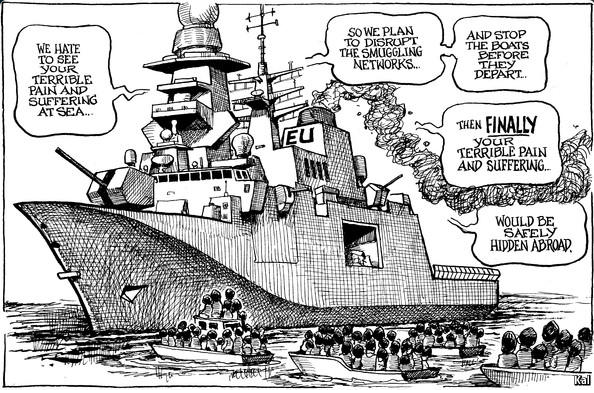 WE HATE
TO SEE
YOUR
TERRIBLE
PAIN AND
SUFFERING
AT SEA...
SO WE PLAN
TO DISRUPT
THE SMUGGLING
NETWORKS...
AND STOP
THE BOATS
BEFORE
THEY
DEPART...
THEN FINALLY
YOUR
TERRIBLE PAIN
AND SUFFERING...
WOULD BE
SAFELY
HIDDEN ABROAD.
EU
Kal